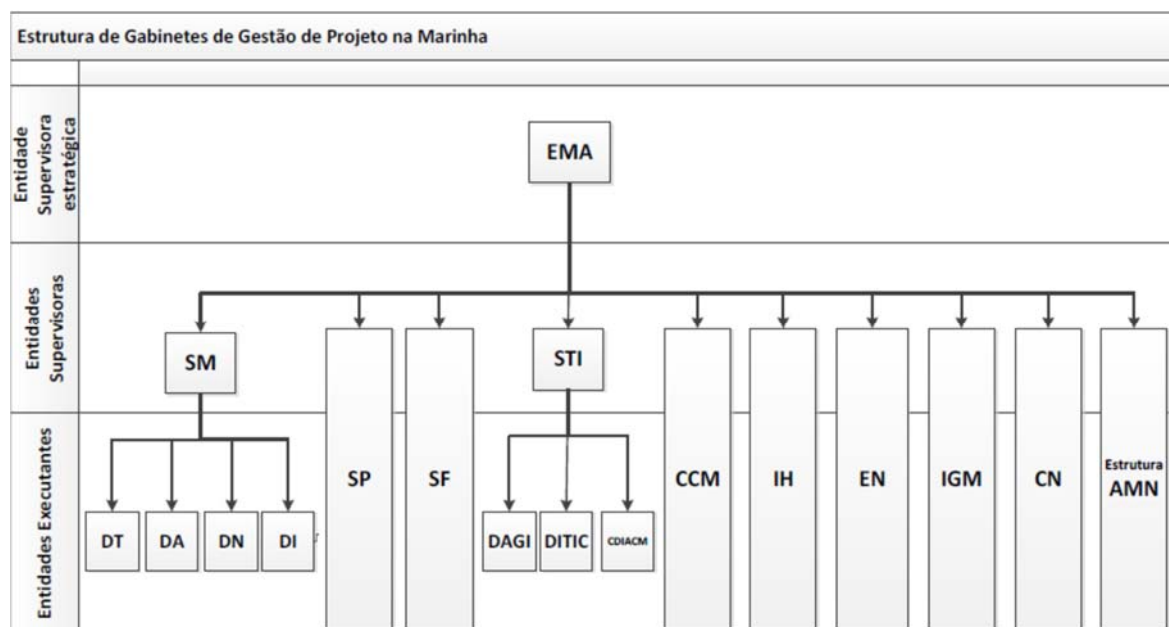 Estrutura de Gabinetes de Gestão de Projeto na Marinha
Entidade
Supervisora
estratégica
EMA
Entidades
Supervisoras
SM
STI
Entidades Executantes
SP
SF
CCM
IH
EN
IGM
CN
Estrutura
AMN
DT
DA
DN
DI
DAGI
DITIC
CDIACM